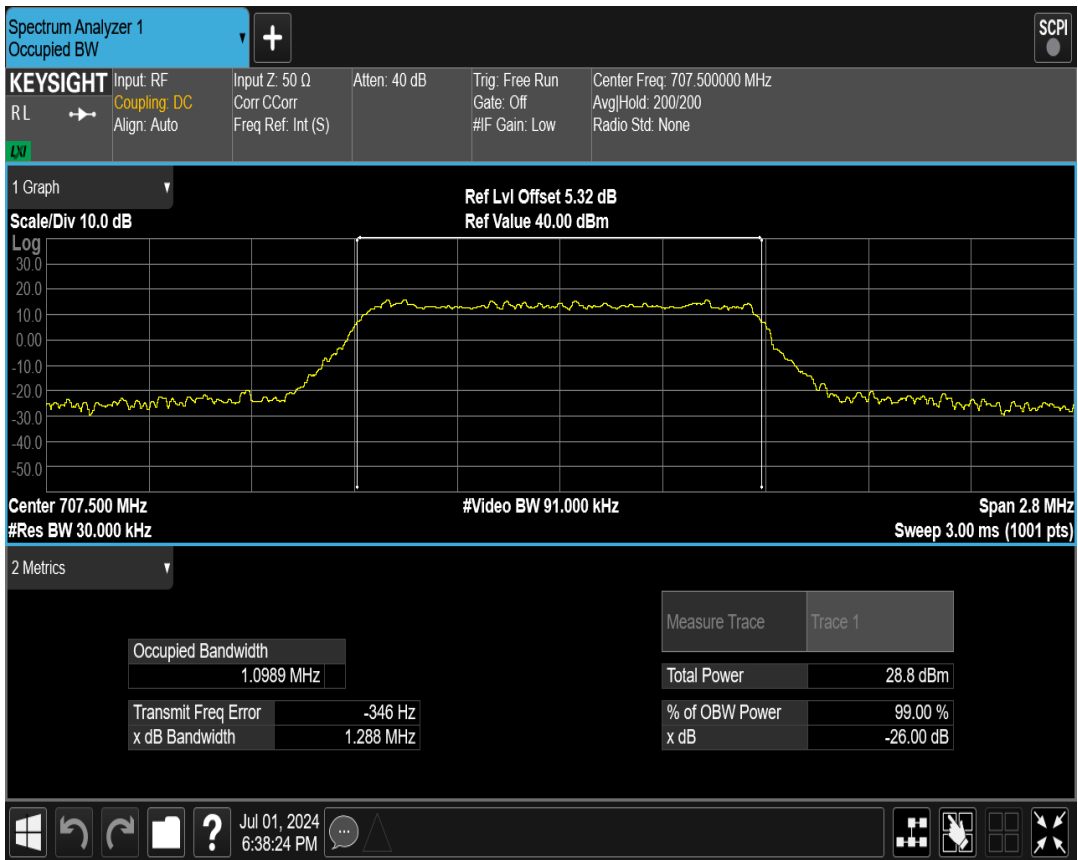 Spectrum Analyzer 1
Occupied BW
+
SCPI
KEYSIGHT
R L
LXI
Input: RF
Coupling: DC
Align: Auto
Input Z: 50 Ω
Corr CCorr
Freq Ref: Int (S)
Atten: 40 dB
Trig: Free Run
Gate: Off
#IF Gain: Low
Center Freq: 707.500000 MHz
Avg|Hold: 200/200
Radio Std: None
1 Graph
Scale/Div 10.0 dB
Ref Lvl Offset 5.32 dB
Ref Value 40.00 dBm
Log
30.0
20.0
10.0
0.00
-10.0
-20.0
-30.0
-40.0
-50.0
Center 707.500 MHz
#Res BW 30.000 kHz
#Video BW 91.000 kHz
Span 2.8 MHz
Sweep 3.00 ms (1001 pts)
2 Metrics
Occupied Bandwidth
1.0989 MHz
Transmit Freq Error -346 Hz
x dB Bandwidth 1.288 MHz
Measure Trace Trace 1
Total Power 28.8 dBm
% of OBW Power 99.00 %
x dB -26.00 dB
?
Jul 01, 2024
6:38:24 PM